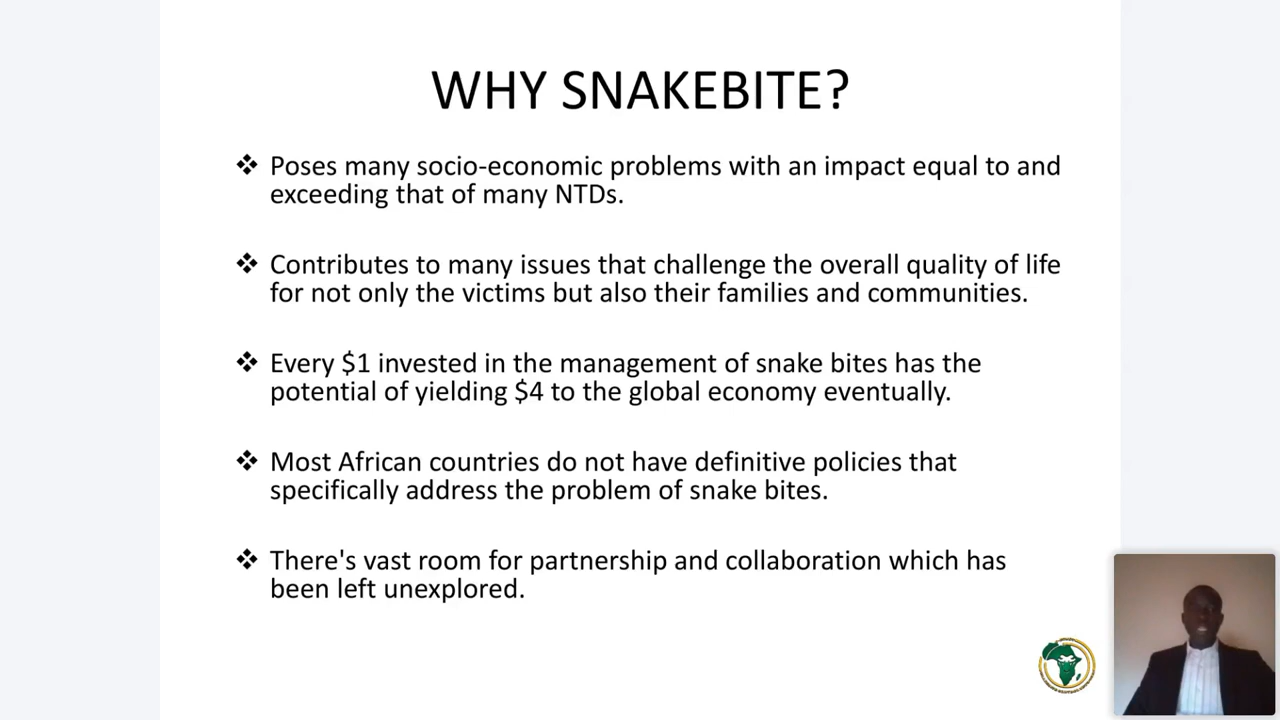 WHY SNAKEBITE?
❖ Poses many socio-economic problems with an impact equal to and
exceeding that of many NTDs.
❖ Contributes to many issues that challenge the overall quality of life
for not only the victims but also their families and communities.
❖ Every $1 invested in the management of snake bites has the
potential of yielding $4 to the global economy eventually.
❖ Most African countries do not have definitive policies that
specifically address the problem of snake bites.
❖ There's vast room for partnership and collaboration which has
been left unexplored.